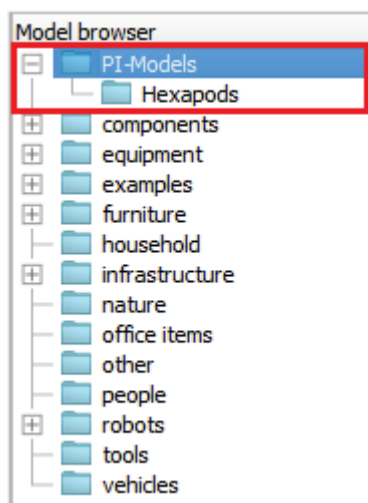 Model browser
PI-Models
Hexapods
components
equipment
examples
furniture
household
infrastructure
nature
office items
other
people
robots
tools
vehicles